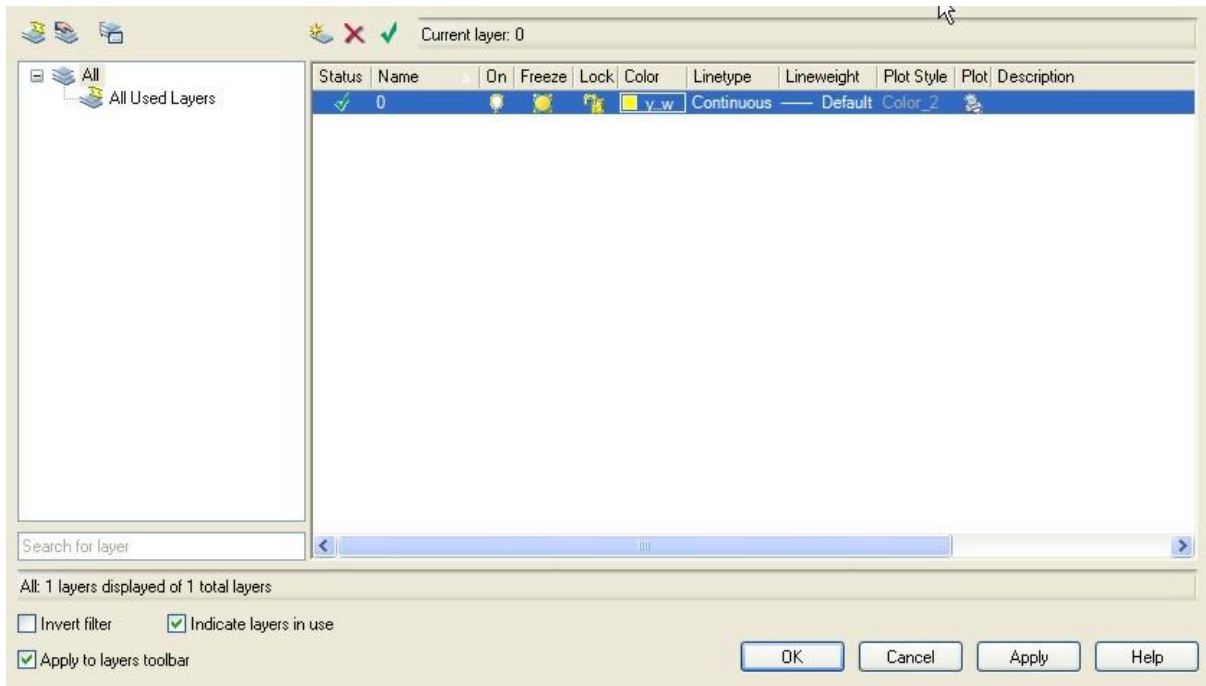 Current layer: 0
All
All Used Layers
Status Name On Freeze Lock Color Linetype Lineweight Plot Style Plot Description
0 y...w Continuous Default Color_2
Search for layer
All: 1 layers displayed of 1 total layers
Invert filter Indicate layers in use
Apply to layers toolbar
OK Cancel Apply Help